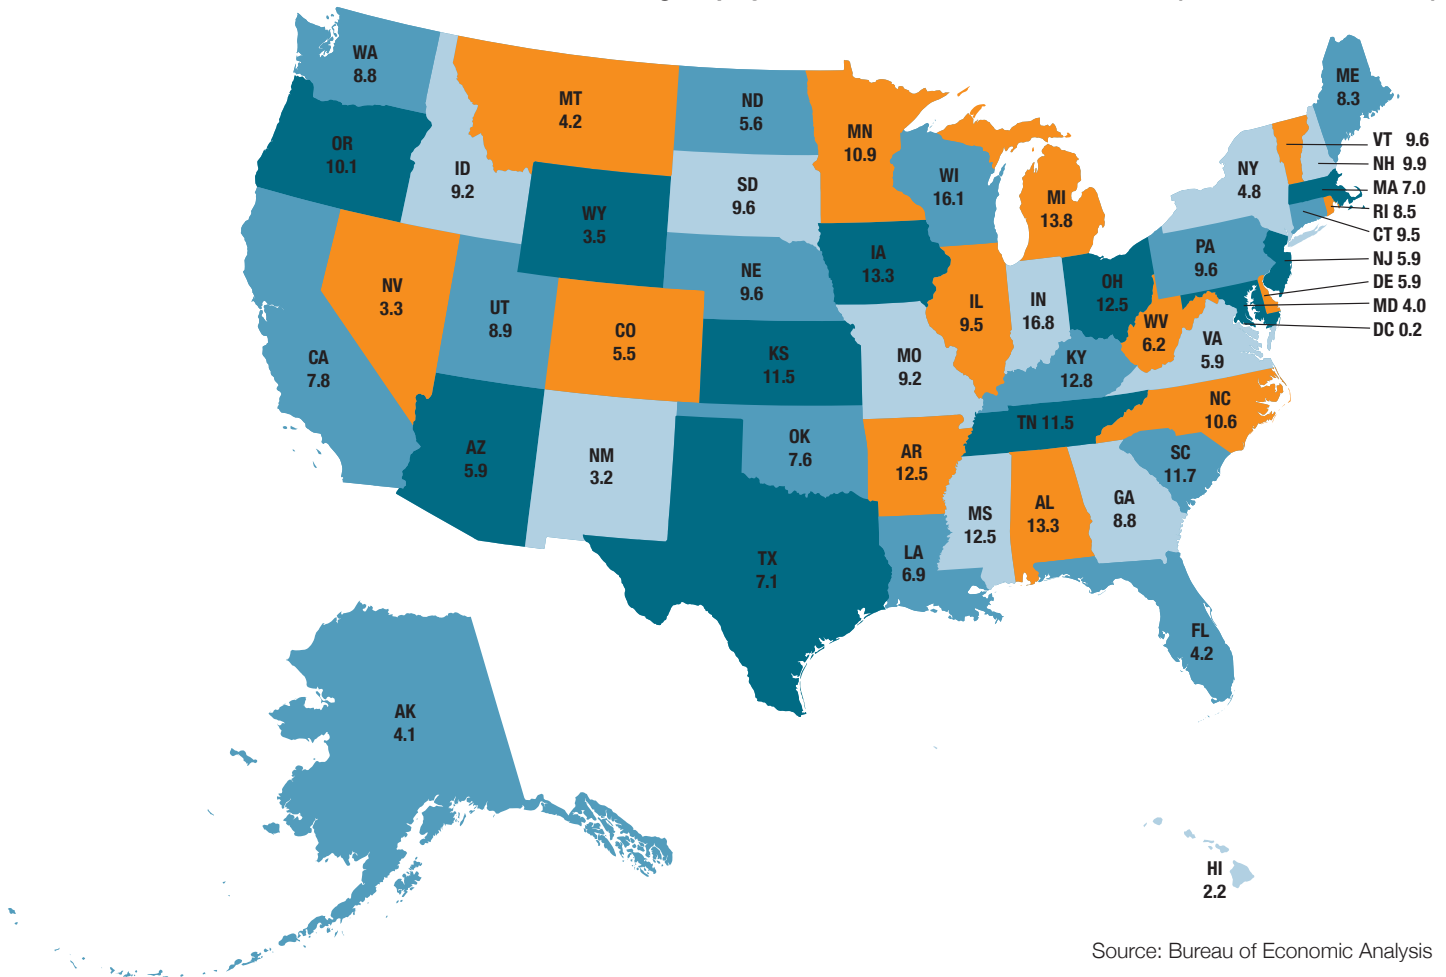 WA
8.8
MT
4.2
ND
5.6
MN
10.9
ME
8.3
OR
10.1
ID
9.2
SD
9.6
WI
16.1
MI
13.8
NY
4.8
VT 9.6
NH 9.9
MA 7.0
RI 8.5
CT 9.5
NJ 5.9
DE 5.9
MD 4.0
DC 0.2
WY
3.5
IA
13.3
NE
9.6
PA
9.6
NV
3.3
UT
8.9
CO
5.5
IL
9.5
IN
16.8
OH
12.5
WV
6.2
VA
5.9
CA
7.8
KS
11.5
MO
9.2
KY
12.8
NC
10.6
TN 11.5
AZ
5.9
NM
3.2
OK
7.6
AR
12.5
SC
11.7
MS
12.5
AL
13.3
GA
8.8
TX
7.1
LA
6.9
FL
4.2
AK
4.1
HI
2.2
Source: Bureau of Economic Analysis